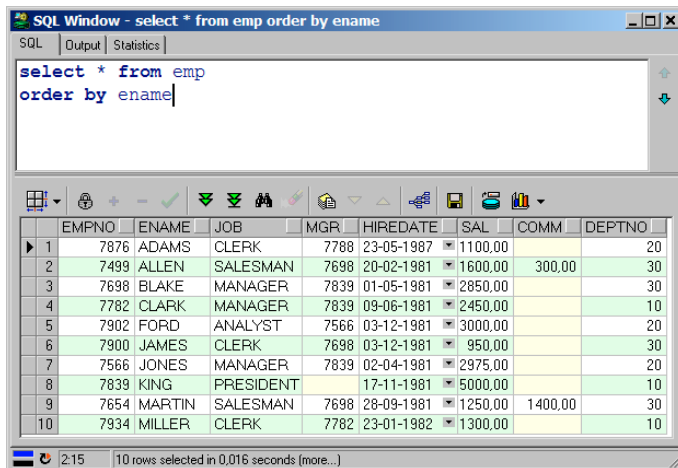 SQL Window - select * from emp order by ename
SQL Output Statistics
select * from emp
order by ename
EMPNO ENAME JOB MGR HIREDATE SAL COMM DEPTNO
1 7876 ADAMS CLERK 7788 23-05-1987 1100,00 20
2 7499 ALLEN SALESMAN 7698 20-02-1981 1600,00 300,00 30
3 7698 BLAKE MANAGER 7839 01-05-1981 2850,00 30
4 7782 CLARK MANAGER 7839 09-06-1981 2450,00 10
5 7902 FORD ANALYST 7566 03-12-1981 3000,00 20
6 7900 JAMES CLERK 7698 03-12-1981 950,00 30
7 7566 JONES MANAGER 7839 02-04-1981 2975,00 20
8 7839 KING PRESIDENT 17-11-1981 5000,00 10
9 7654 MARTIN SALESMAN 7698 28-09-1981 1250,00 1400,00 30
10 7934 MILLER CLERK 7782 23-01-1982 1300,00 10
2:15 10 rows selected in 0,016 seconds (more...)